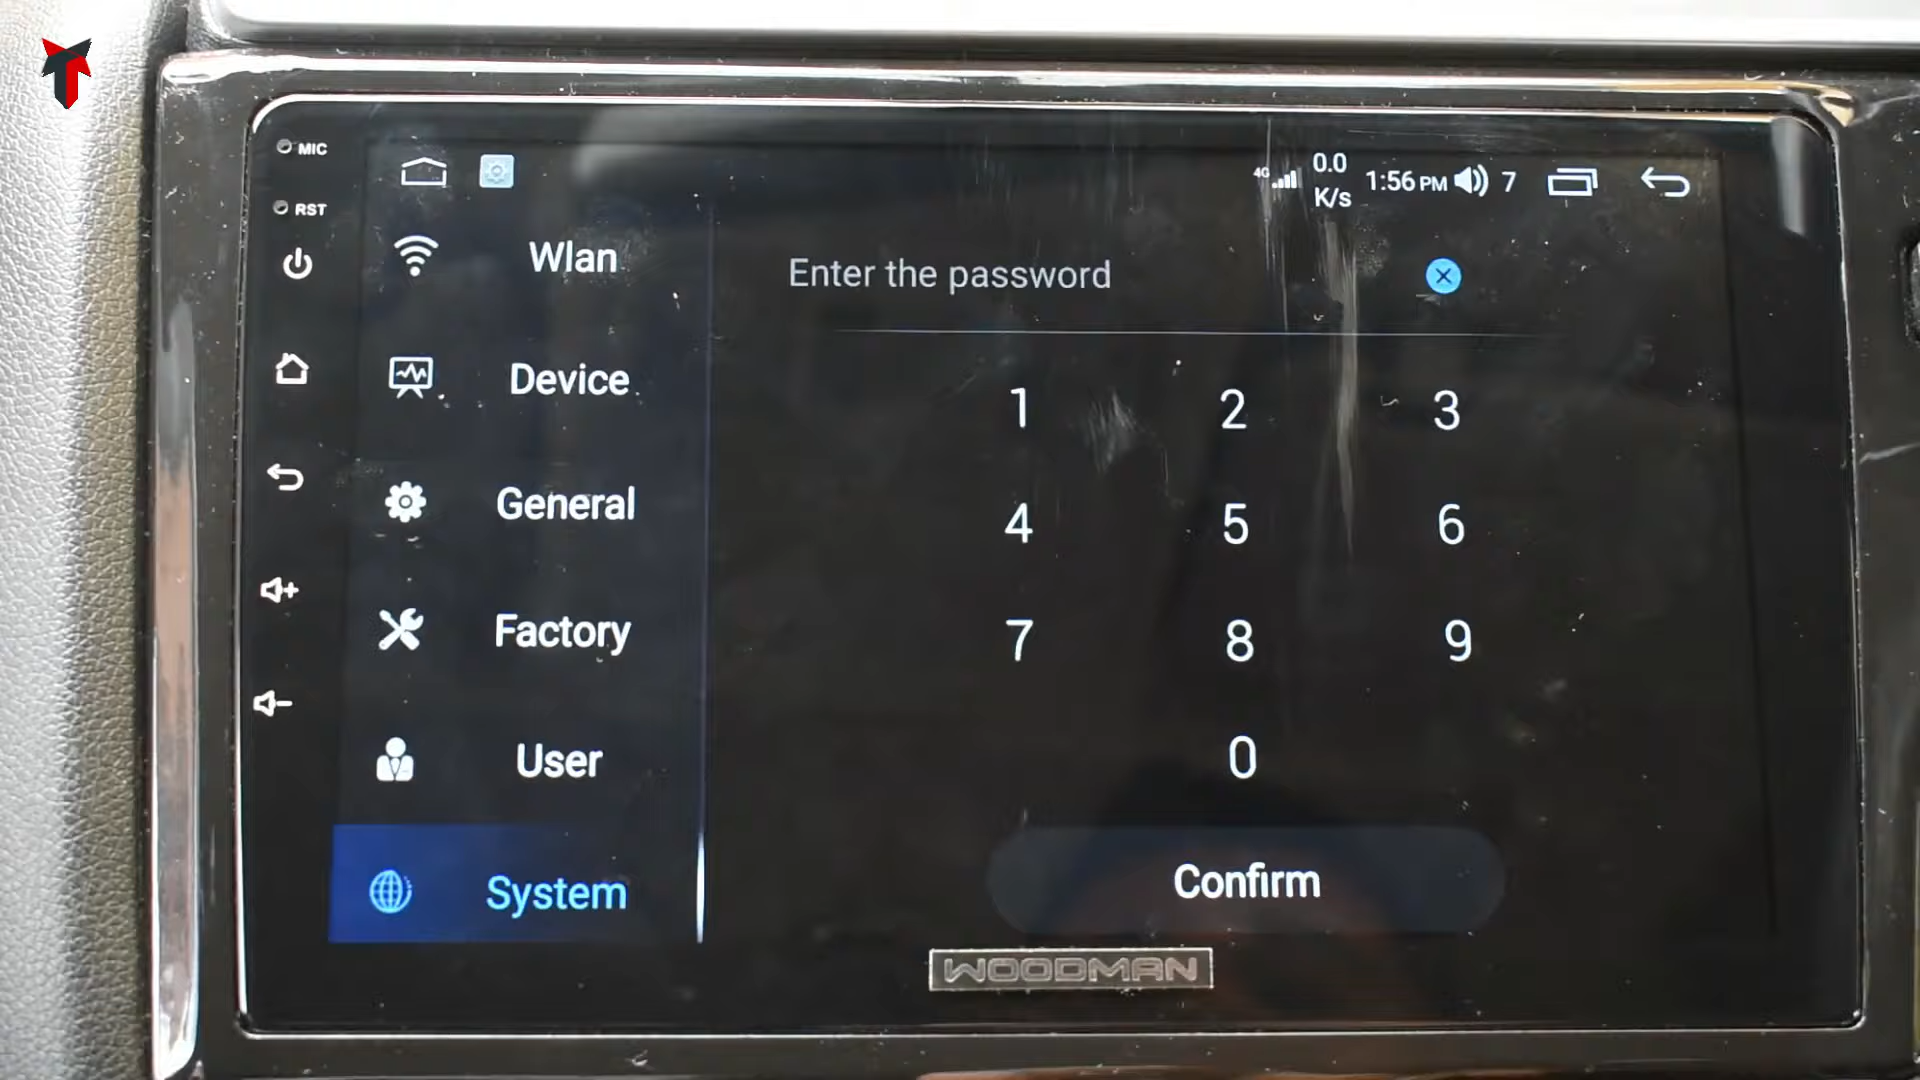 MIC
RST
4G
0.0
K/s
1:56 PM
7
Wlan
Device
General
Factory
User
System
Enter the password
1 2 3
4 5 6
7 8 9
0
Confirm
WOODMAN